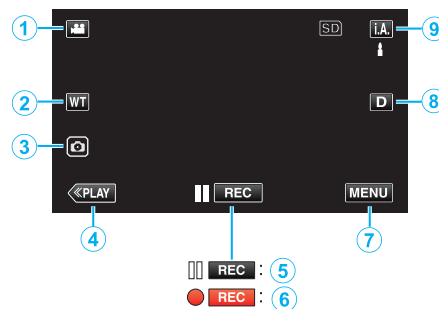 1 SD i.A. 9
2 WT D 8
3
≪PLAY REC MENU
4 7
REC : 5
REC : 6